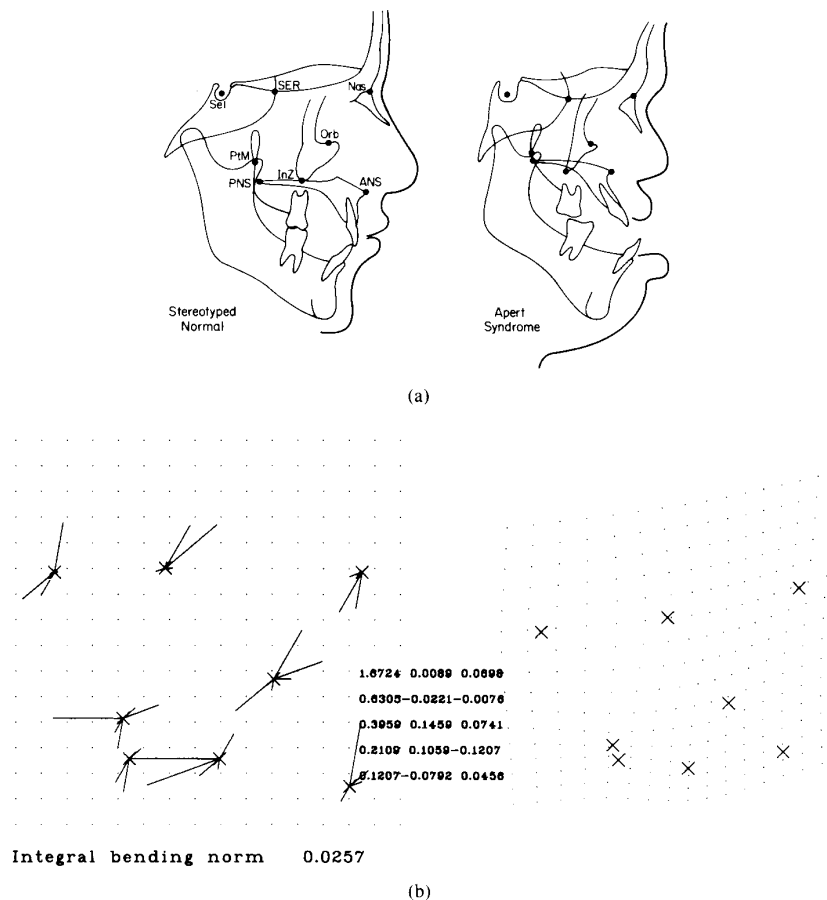 SER
Nas
Sel
Orb
PtM
InZ
PNS
ANS
Stereotyped
Normal
Apert
Syndrome
(a)
1.6724 0.0089 0.0698
0.6305-0.0221-0.0076
0.3959 0.1459 0.0741
0.2109 0.1059-0.1207
0.1207-0.0792 0.0456
Integral bending norm 0.0257
(b)